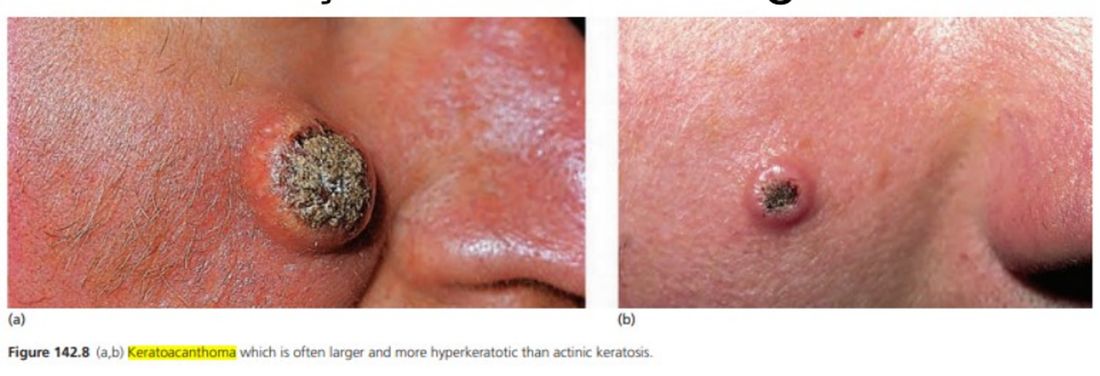 (a)
(b)
Figure 142.8 (a,b) Keratoacanthoma which is often larger and more hyperkeratotic than actinic keratosis.